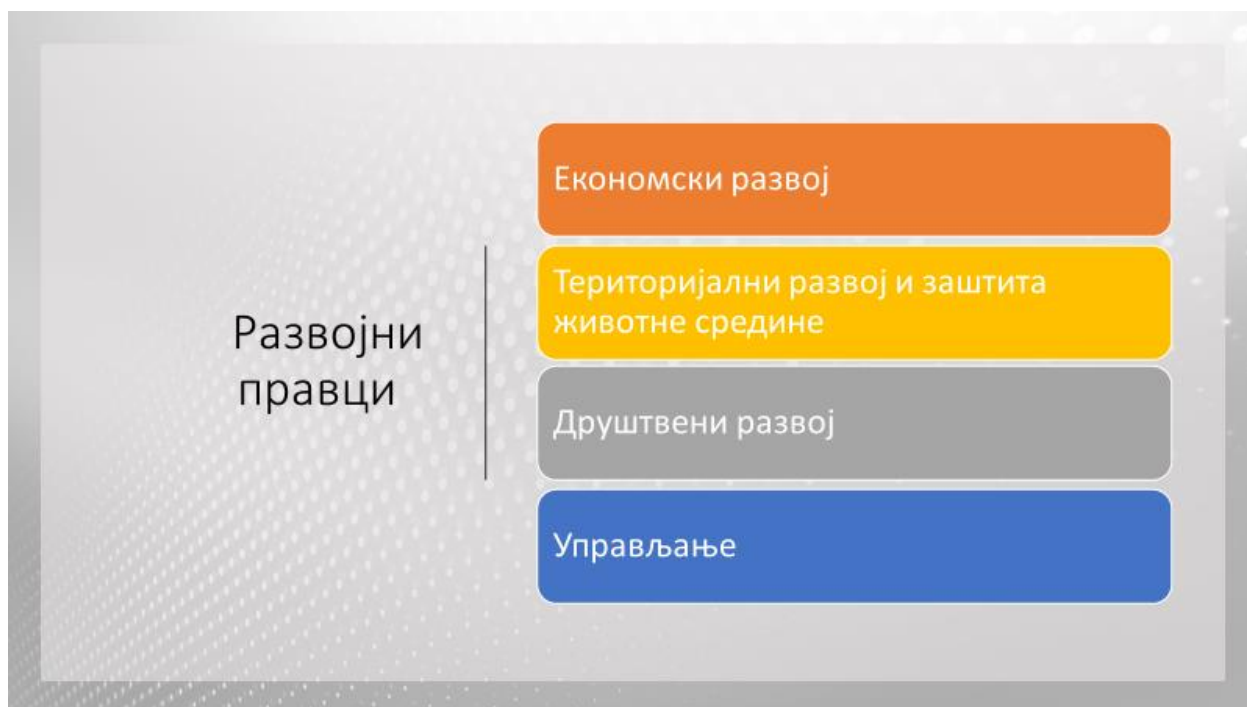 Развојни
правци
Економски развој
Територијални развој и заштита
животне средине
Друштвени развој
Управљање